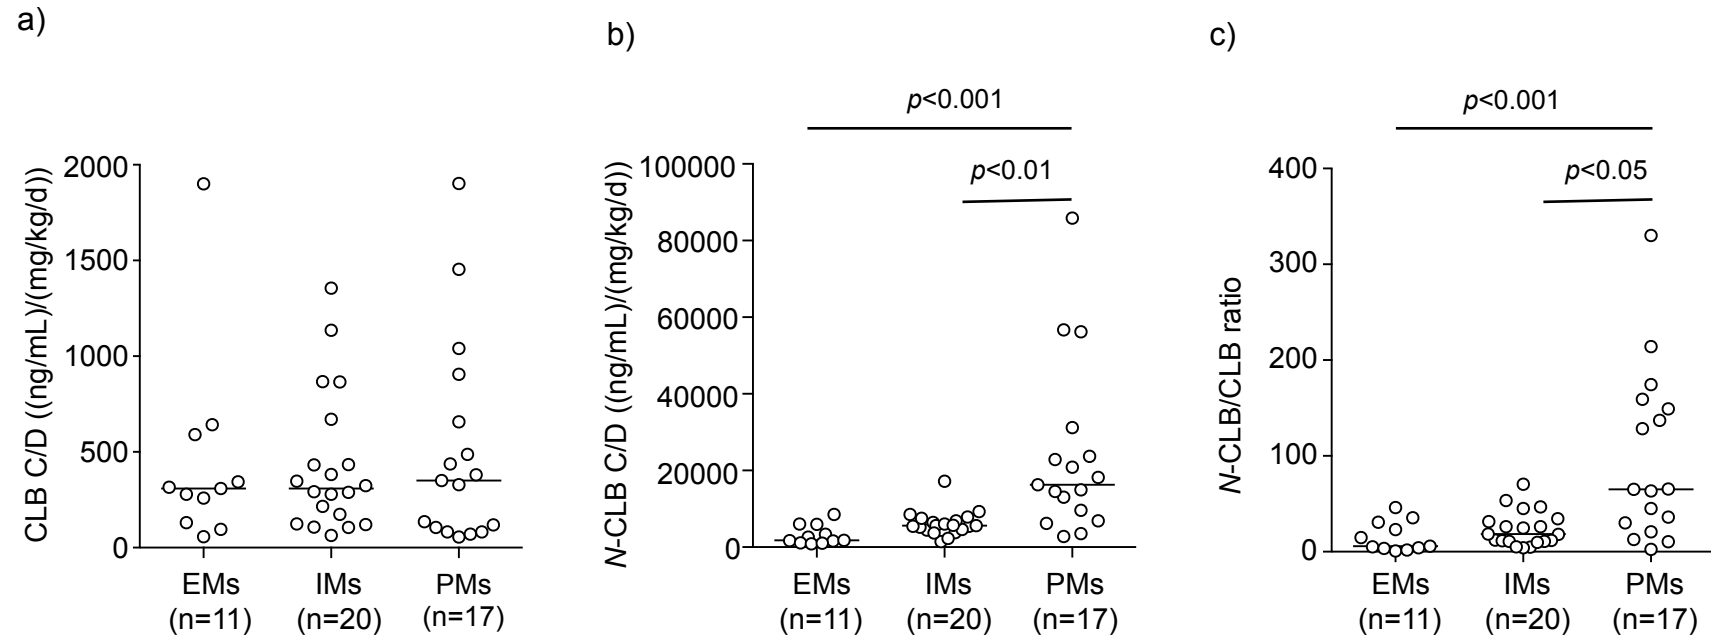 a)
b)
c)
CLB C/D ((ng/mL)/(mg/kg/d))
2000
1500
1000
500
0
EMs
(n=11)
IMs
(n=20)
PMs
(n=17)
N-CLB C/D ((ng/mL)/(mg/kg/d))
p<0.001
p<0.01
100000
80000
60000
40000
20000
0
EMs
(n=11)
IMs
(n=20)
PMs
(n=17)
N-CLB/CLB ratio
p<0.001
p<0.05
400
300
200
100
0
EMs
(n=11)
IMs
(n=20)
PMs
(n=17)